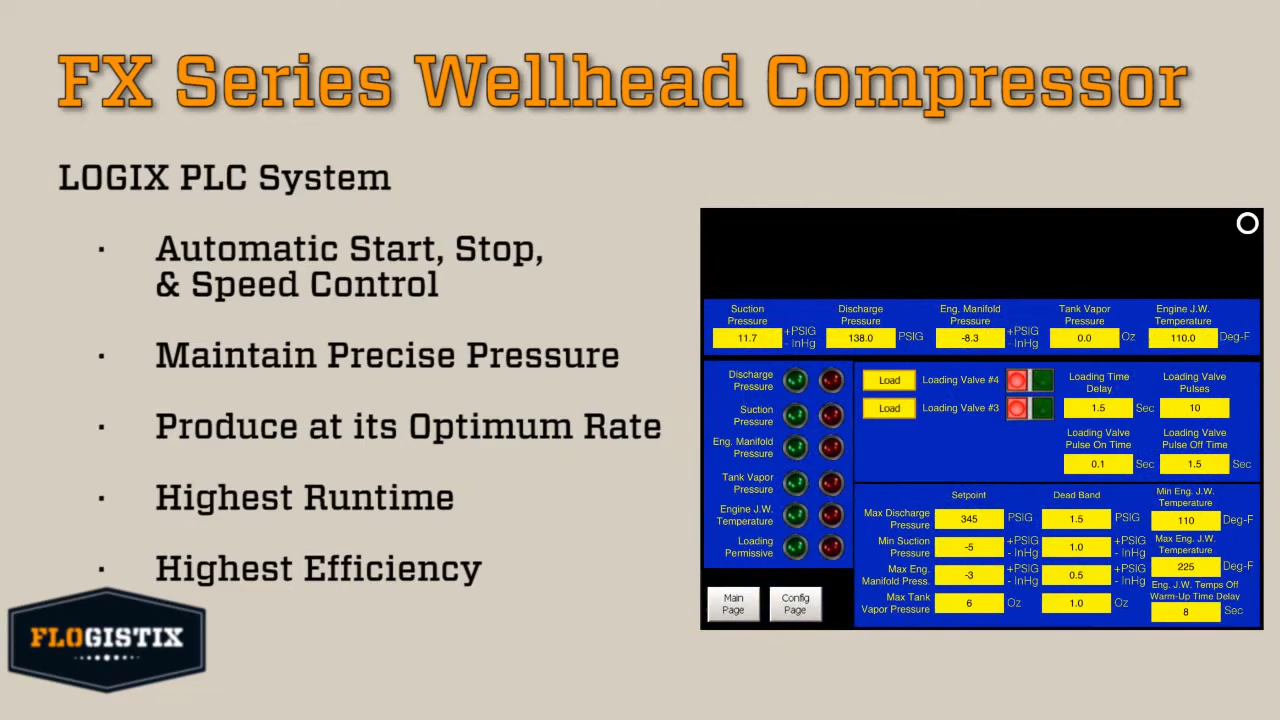 FX Series Wellhead Compressor
LOGIX PLC System
· Automatic Start, Stop,
& Speed Control
· Maintain Precise Pressure
· Produce at its Optimum Rate
· Highest Runtime
· Highest Efficiency
FLOGISTIX
Suction Pressure
11.7
+PSIG
- InHg
Discharge Pressure
138.0
PSIG
Eng. Manifold Pressure
-8.3
+PSIG
- InHg
Tank Vapor Pressure
0.0
Oz
Engine J.W. Temperature
110.0
Deg-F
Discharge
Pressure
Suction
Pressure
Eng. Manifold
Pressure
Tank Vapor
Pressure
Engine J.W.
Temperature
Loading
Permissive
Main
Page
Config
Page
Load
Loading Valve #4
Load
Loading Valve #3
Loading Time
Delay
1.5
Sec
Loading Valve
Pulses
10
Loading Valve
Pulse On Time
0.1
Sec
Loading Valve
Pulse Off Time
1.5
Sec
Setpoint
Dead Band
Max Discharge
Pressure
345
PSIG
1.5
PSIG
Min Suction
Pressure
-5
+PSIG
- InHg
1.0
+PSIG
- InHg
Max Eng.
Manifold Press.
-3
+PSIG
- InHg
0.5
+PSIG
- InHg
Max Tank
Vapor Pressure
6
Oz
1.0
Oz
Min Eng. J.W.
Temperature
110
Deg-F
Max Eng. J.W.
Temperature
225
Deg-F
Eng. J.W. Temps Off
Warm-Up Time Delay
8
Sec